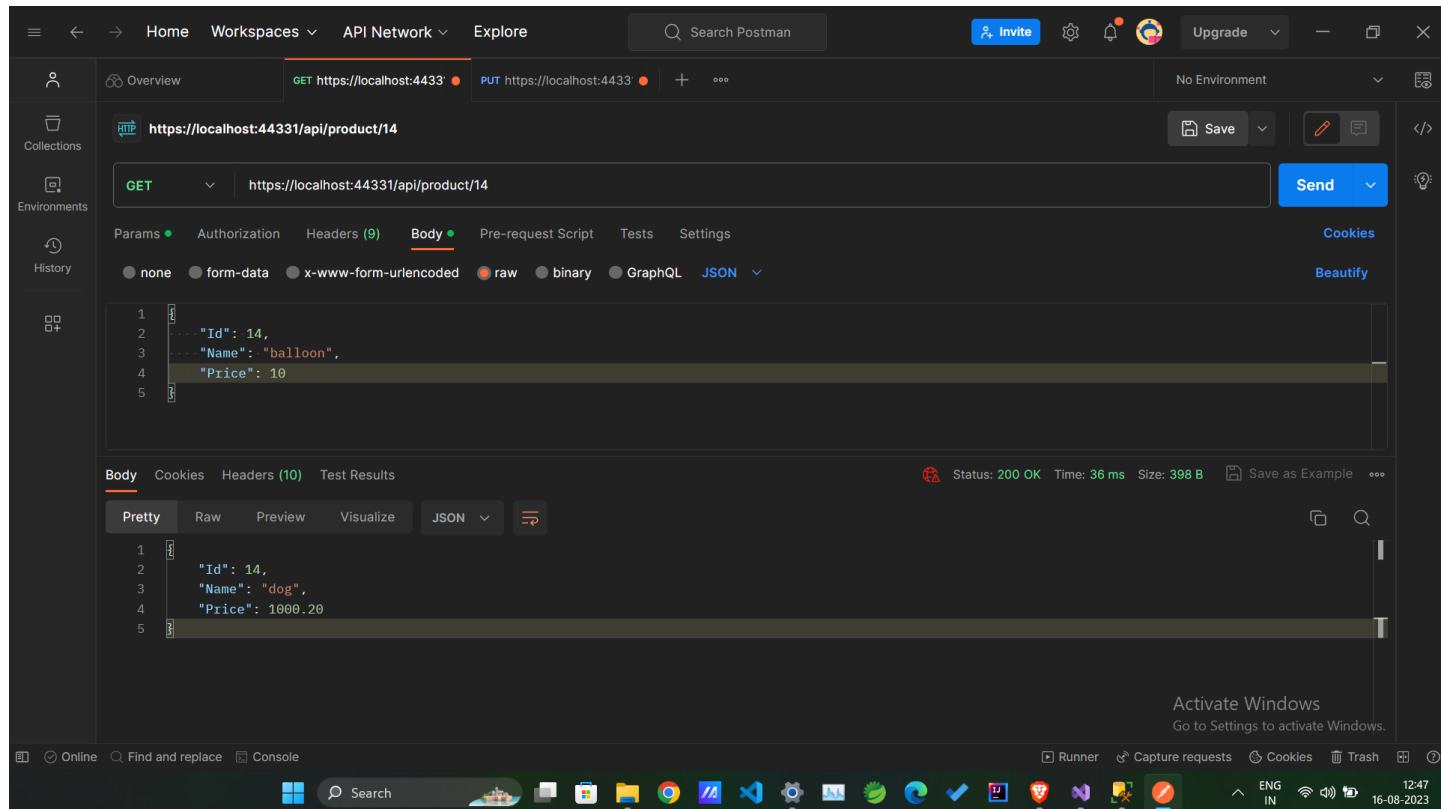 Home Workspaces API Network Explore Search Postman Invite Upgrade
Overview GET https://localhost:4433 PUT https://localhost:4433 No Environment
HTTP https://localhost:44331/api/product/14 Save
GET https://localhost:44331/api/product/14 Send
Params Authorization Headers (9) Body Pre-request Script Tests Settings Cookies
none form-data x-www-form-urlencoded raw binary GraphQL JSON Beautify
Collections
Environments
History
1 {
2 "Id": 14,
3 "Name": "balloon",
4 "Price": 10
5 }
Body Cookies Headers (10) Test Results Status: 200 OK Time: 36 ms Size: 398 B Save as Example
Pretty Raw Preview Visualize JSON
1 {
2 "Id": 14,
3 "Name": "dog",
4 "Price": 1000.20
5 }
Activate Windows
Go to Settings to activate Windows.
Online Find and replace Console Runner Capture requests Cookies Trash
Search ENG 12:47
IN 16-08-2023